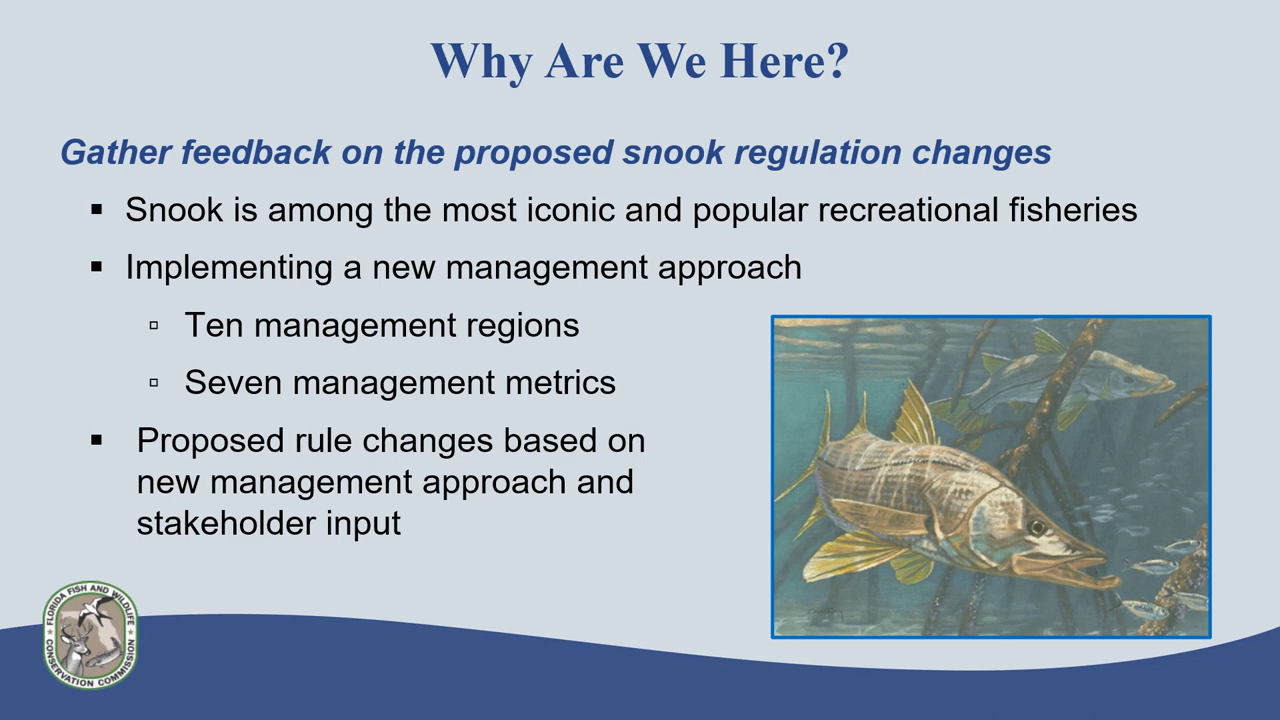 Why Are We Here?
Gather feedback on the proposed snook regulation changes
▪ Snook is among the most iconic and popular recreational fisheries
▪ Implementing a new management approach
▫ Ten management regions
▫ Seven management metrics
▪ Proposed rule changes based on
new management approach and
stakeholder input
FLORIDA FISH AND WILDLIFE
CONSERVATION COMMISSION